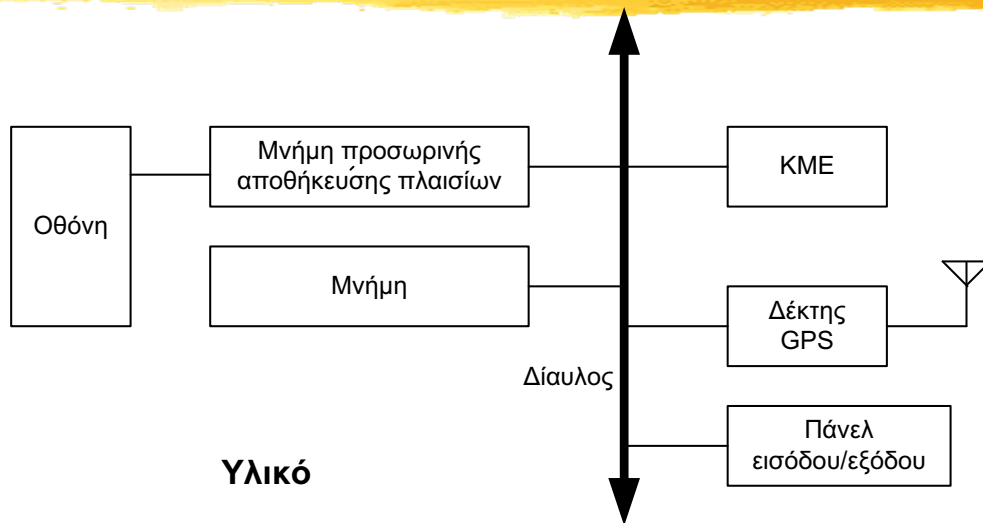 Μνήμη προσωρινής
αποθήκευσης πλαισίων
ΚΜΕ
Οθόνη
Μνήμη
Δέκτης
GPS
Δίαυλος
Πάνελ
εισόδου/εξόδου
Υλικό